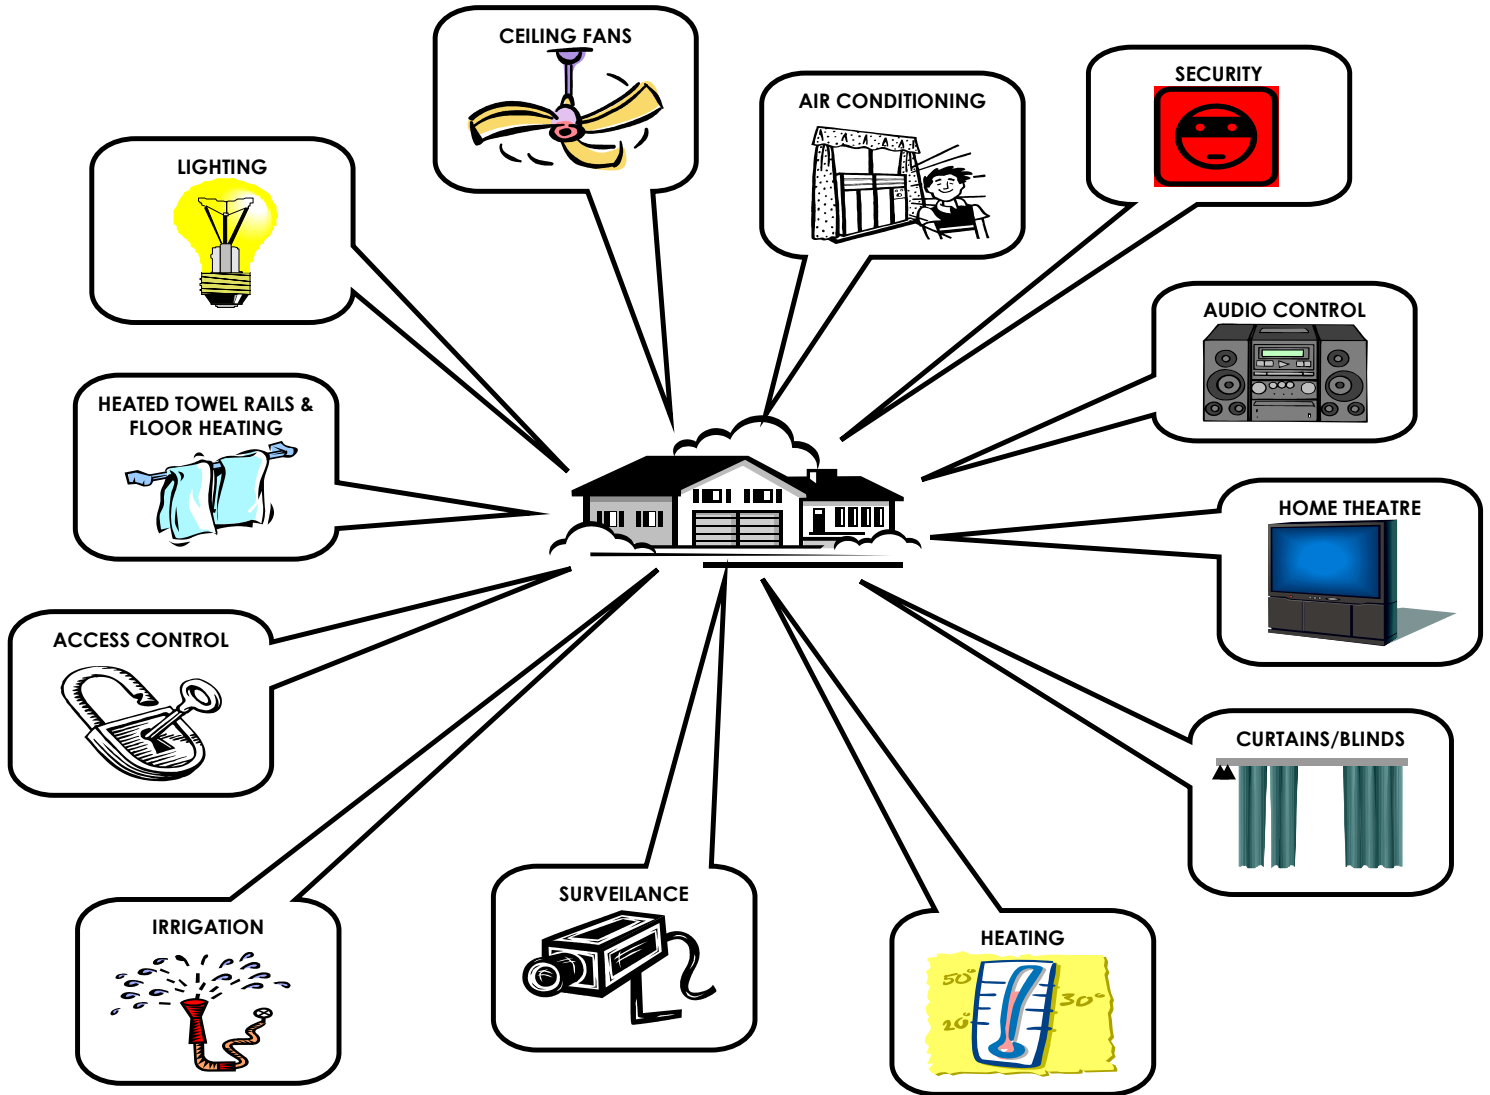 CEILING FANS
SECURITY
AIR CONDITIONING
LIGHTING
AUDIO CONTROL
HEATED TOWEL RAILS &
FLOOR HEATING
HOME THEATRE
ACCESS CONTROL
CURTAINS/BLINDS
SURVEILANCE
IRRIGATION
HEATING
50°
30°
20°